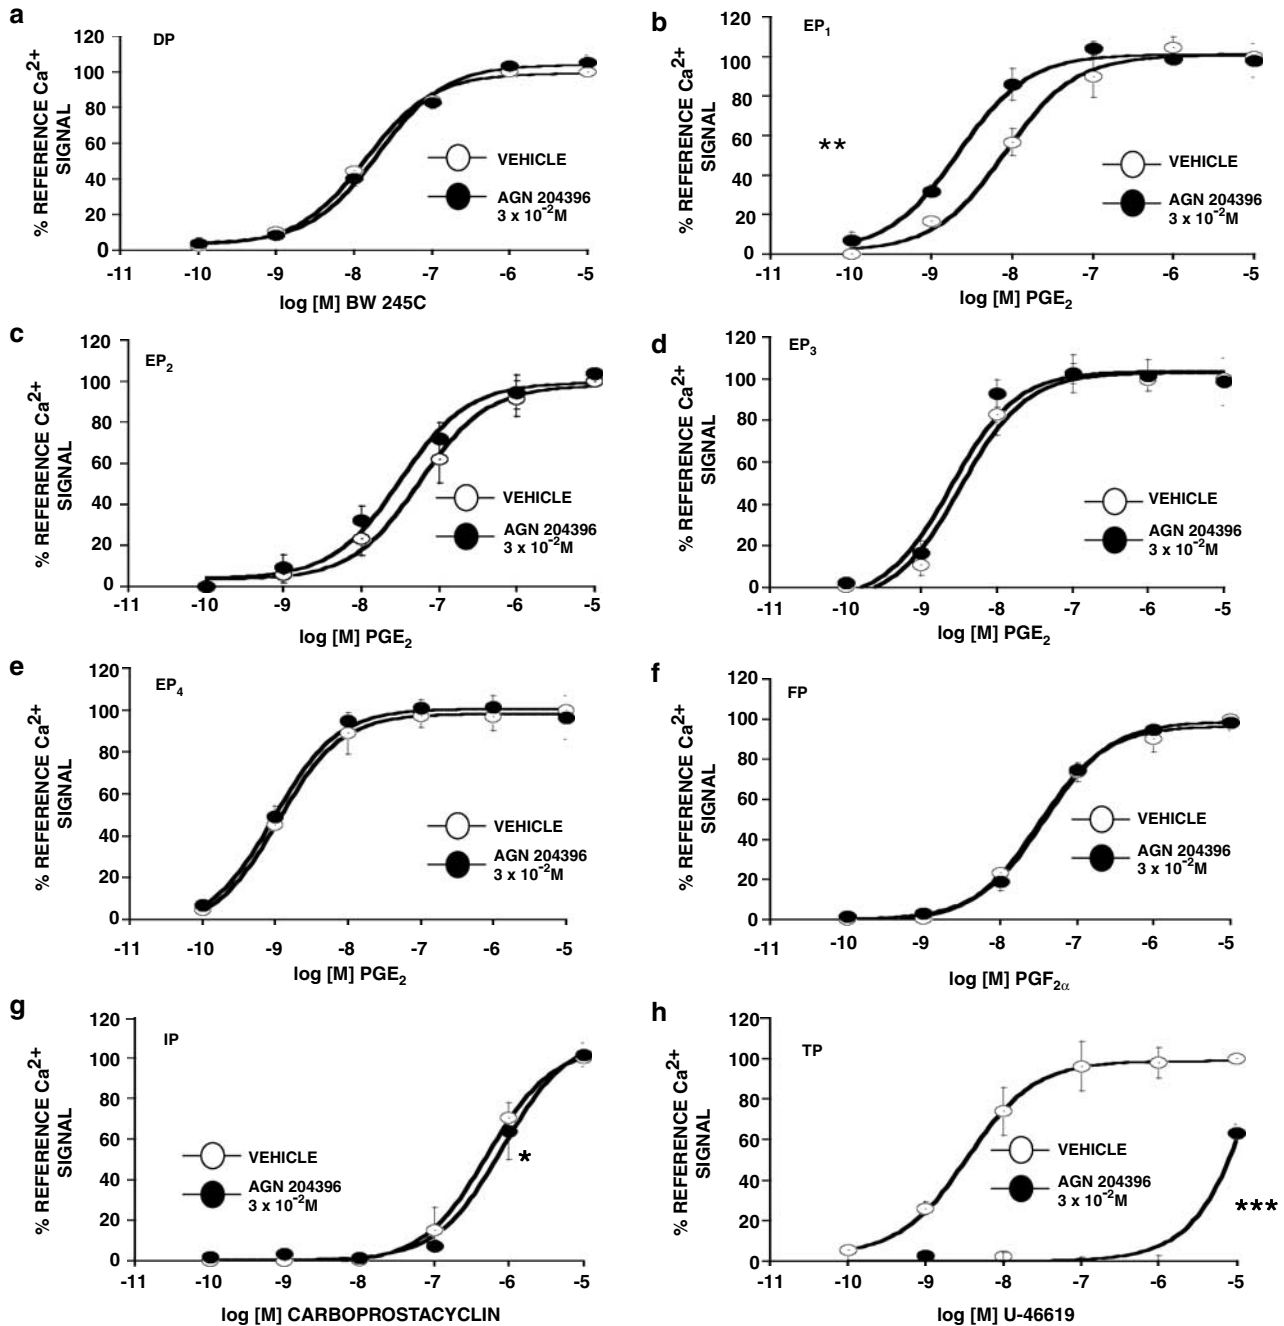 a
DP
% REFERENCE Ca2+
SIGNAL
120
100
80
60
40
20
0
VEHICLE
AGN 204396
3 x 10-2M
-11 -10 -9 -8 -7 -6 -5
log [M] BW 245C
b
EP1
% REFERENCE Ca2+
SIGNAL
120
100
80
60
40
20
0
**
VEHICLE
AGN 204396
3 x 10-2M
-11 -10 -9 -8 -7 -6 -5
log [M] PGE2
c
EP2
% REFERENCE Ca2+
SIGNAL
120
100
80
60
40
20
0
VEHICLE
AGN 204396
3 x 10-2M
-11 -10 -9 -8 -7 -6 -5
log [M] PGE2
d
EP3
% REFERENCE Ca2+
SIGNAL
120
100
80
60
40
20
0
VEHICLE
AGN 204396
3 x 10-2M
-11 -10 -9 -8 -7 -6 -5
log [M] PGE2
e
EP4
% REFERENCE Ca2+
SIGNAL
120
100
80
60
40
20
0
VEHICLE
AGN 204396
3 x 10-2M
-11 -10 -9 -8 -7 -6 -5
log [M] PGE2
f
FP
% REFERENCE Ca2+
SIGNAL
120
100
80
60
40
20
0
VEHICLE
AGN 204396
3 x 10-2M
-11 -10 -9 -8 -7 -6 -5
log [M] PGF2α
g
IP
% REFERENCE Ca2+
SIGNAL
120
100
80
60
40
20
0
VEHICLE
AGN 204396
3 x 10-2M
*
-11 -10 -9 -8 -7 -6 -5
log [M] CARBOPROSTACYCLIN
h
TP
% REFERENCE Ca2+
SIGNAL
120
100
80
60
40
20
0
VEHICLE
AGN 204396
3 x 10-2M
***
-11 -10 -9 -8 -7 -6 -5
log [M] U-46619